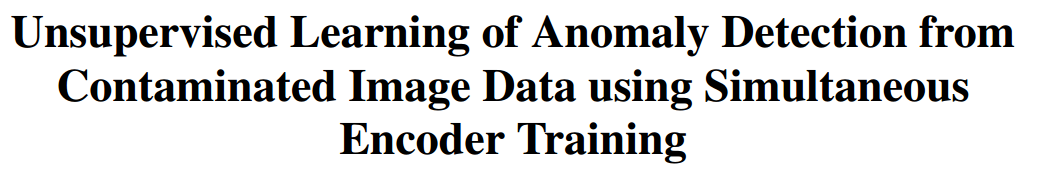 Unsupervised Learning of Anomaly Detection from
Contaminated Image Data using Simultaneous
Encoder Training